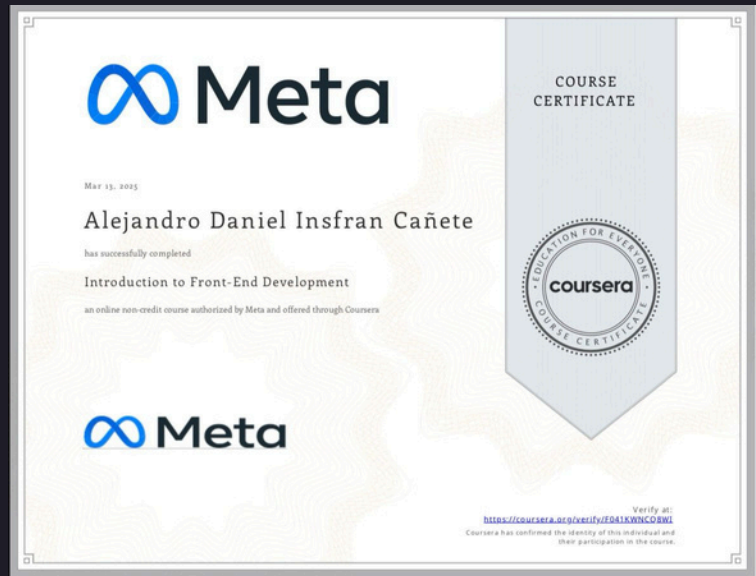 Meta
COURSE
CERTIFICATE
Mar 13, 2025
Alejandro Daniel Insfran Cañete
has successfully completed
Introduction to Front-End Development
an online non-credit course authorized by Meta and offered through Coursera
EDUCATION FOR EVERYONE
coursera
COURSE CERTIFICATE
Meta
Verify at:
https://coursera.org/verify/F041KWNCQ8WI
Coursera has confirmed the identity of this individual and
their participation in the course.